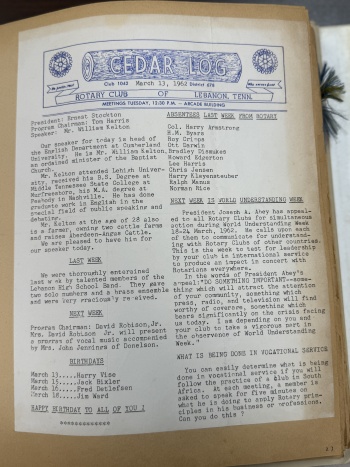 CEDAR LOG
Club 1045 March 13, 1962 District 676
ROTARY CLUB OF LEBANON, TENN.
MEETINGS TUESDAY, 12:30 P.M. — ARCADE BUILDING
President: Ernest Stockton
Program Chairman: Tom Harris
Speaker: Mr. William Kelton
Our speaker for today is head of
the English Department at Cumberland
University. He is Mr. William Kelton,
an ordained minister of the Baptist
Church.
Mr. Kelton attended Lehigh Univer-
sity, received his B.S. Degree at
Middle Tennessee State College at
Murfreesboro, his M.A. Degree at
Peabody in Nashville. He has done
graduate work in English in the
special field of public speaking and
debating.
Mr. Kelton at the age of 28 also
is a farmer, owning two cattle farms
and raises Aberdeen-Angus Cattle.
We are pleased to have him for
our speaker today.
LAST WEEK
We were thoroughly entertained
last week by talented members of the
Lebanon High School Band. They gave
two solo numbers and a brass ensemble
and were very graciously re eived.
NEXT WEEK
Program Chairman: David Robison, Jr.
Mrs. David Robison Jr. will present
a program of vocal music accompanied
by Mrs. John Jennings of Donelson.
BIRTHDAYS
March 13.....Harry Vise
March 15.....Jack Bixler
March 16.....Fred Detlefsen
March 18.....Jim Ward
HAPPY BIRTHDAY TO ALL OF YOU !
ABSENTEES LAST WEEK FROM ROTARY
Col. Harry Armstrong
H.M. Byars
Roy Cripps
Ott Darwin
Bradley Dismukes
Howard Edgerton
Lee Harris
Chris Jensen
Harry Klayensteuber
Ralph Manus
Norman Nice
NEXT WEEK IS WORLD UNDERSTANDING WEEK
President Joseph A. Abey has appeal-
ed to all Rotary Clubs for simultaneous
action during World Understanding Week
18-24 March, 1962. He calls upon each
of them to communicate for understand-
ing with Rotary Clubs of other countries.
This is the week to test for leadership
by your club in international service
to produce an impact in concert with
Rotarians everywhere.
In the words of President Abey's
appeal:"DO SOMETHING IMPORTANT--some-
thing which will attract the attention
of your community, something which
press, radio, and television will find
worthy of coverage, something which
bears significantly on the crisis facing
us today. I am depending on you and
your club to take a vigorous part in
the observance of World Understanding
Week."
WHAT IS BEING DONE IN VOCATIONAL SERVICE
You can easily determine what is being
done in vocational service if you will
follow the practice of a Club in South
Africa. At each meeting, a member is
asked to speak for five minutes on
what he is doing to apply Rotary prin-
ciples in his business or professions.
Can you do this ?